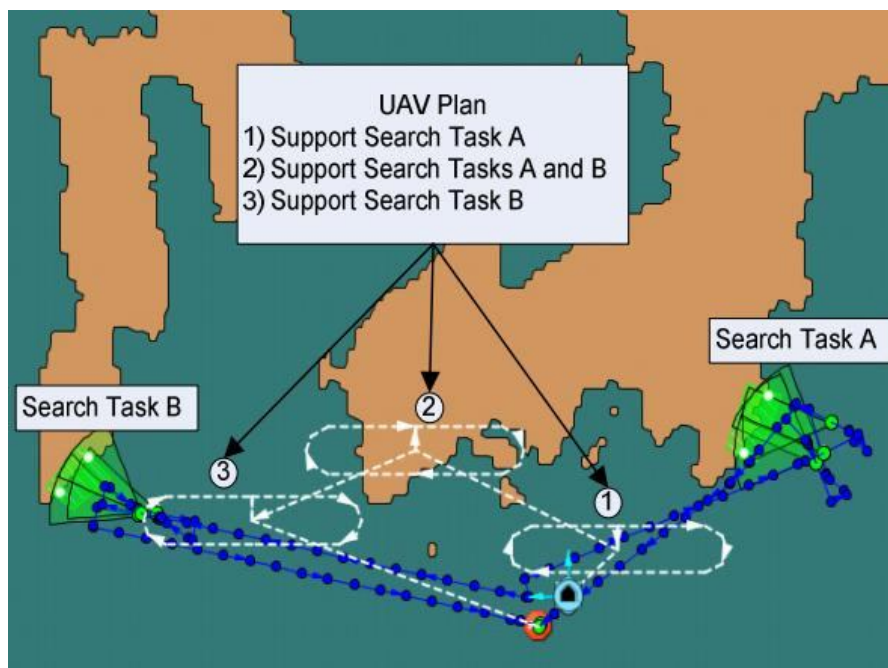 UAV Plan
1) Support Search Task A
2) Support Search Tasks A and B
3) Support Search Task B
Search Task A
Search Task B
2
3
1